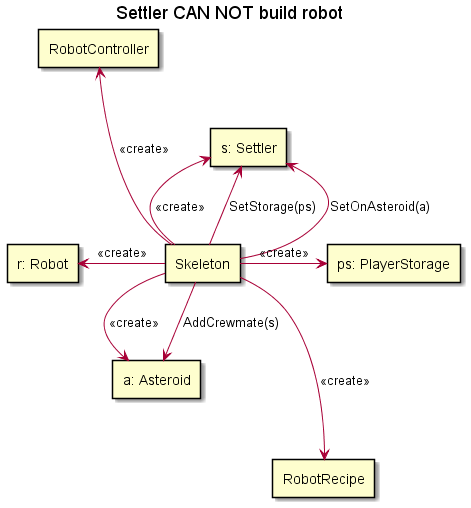 Settler CAN NOT build robot
RobotController
«create»
s: Settler
«create»
SetStorage(ps)
SetOnAsteroid(a)
r: Robot
«create»
Skeleton
«create»
ps: PlayerStorage
«create»
AddCrewmate(s)
a: Asteroid
«create»
RobotRecipe